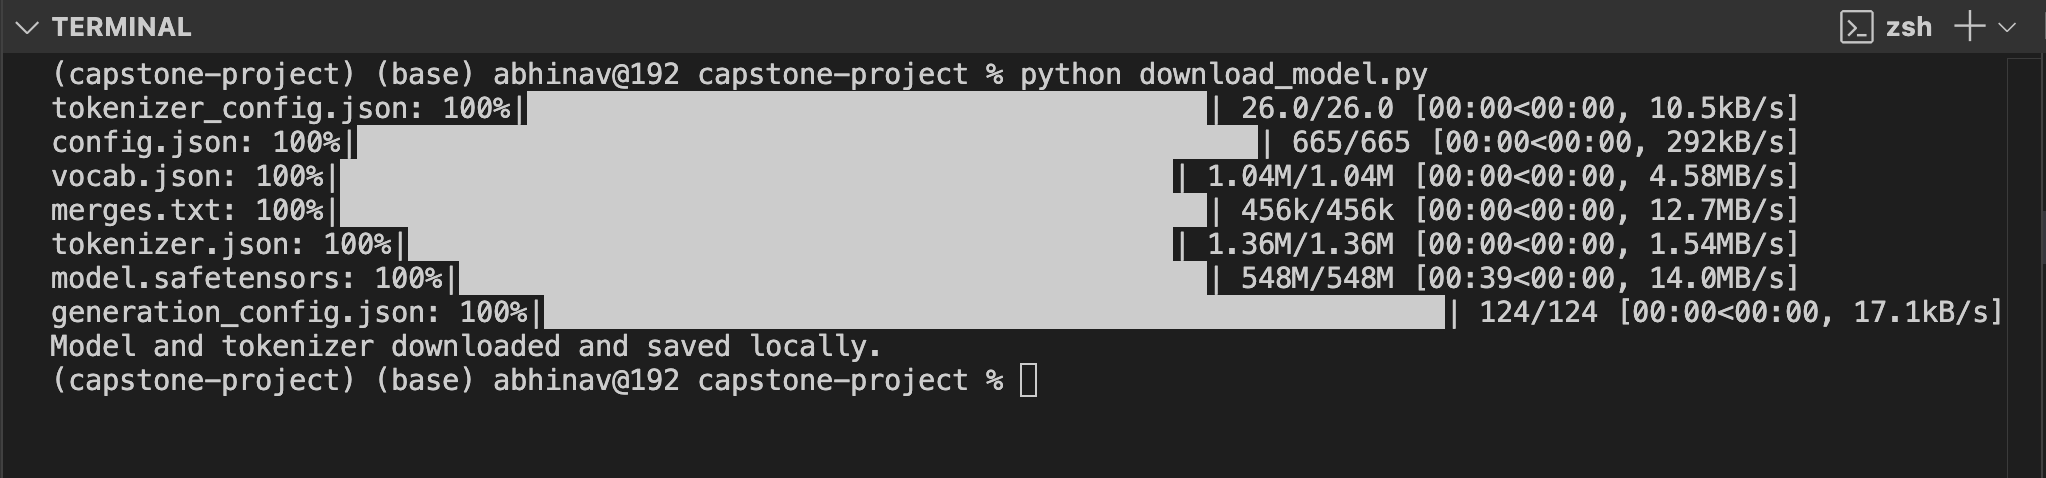 TERMINAL
zsh
(capstone-project) (base) abhinav@192 capstone-project % python download_model.py
tokenizer_config.json: 100%| | 26.0/26.0 [00:00<00:00, 10.5kB/s]
config.json: 100%| | 665/665 [00:00<00:00, 292kB/s]
vocab.json: 100%| | 1.04M/1.04M [00:00<00:00, 4.58MB/s]
merges.txt: 100%| | 456k/456k [00:00<00:00, 12.7MB/s]
tokenizer.json: 100%| | 1.36M/1.36M [00:00<00:00, 1.54MB/s]
model.safetensors: 100%| | 548M/548M [00:39<00:00, 14.0MB/s]
generation_config.json: 100%| | 124/124 [00:00<00:00, 17.1kB/s]
Model and tokenizer downloaded and saved locally.
(capstone-project) (base) abhinav@192 capstone-project %